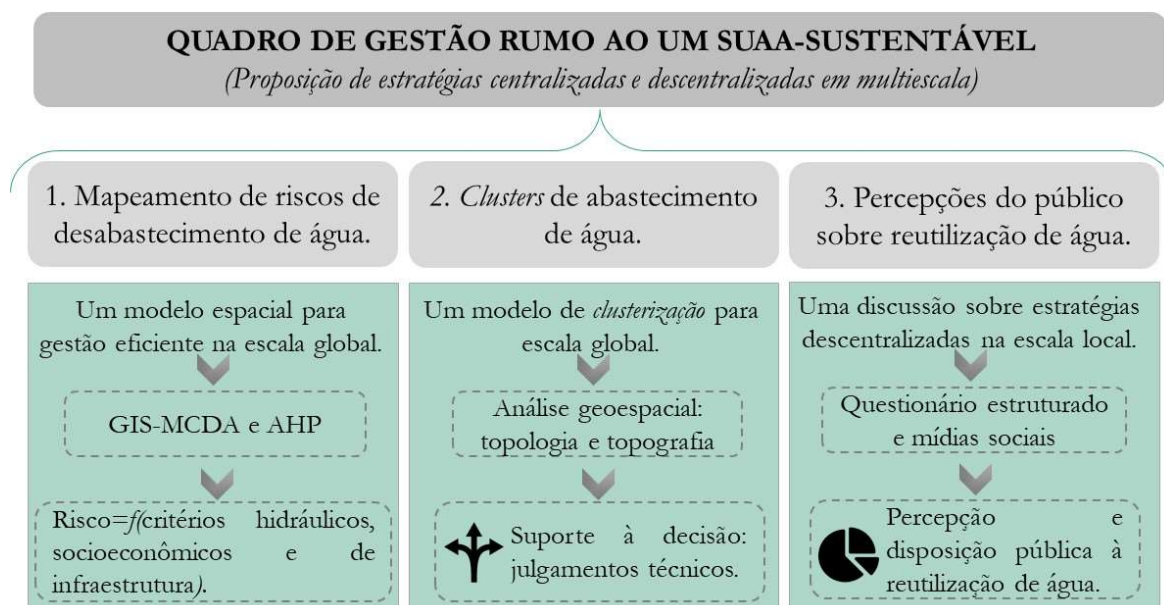 QUADRO DE GESTÃO RUMO AO UM SUAA-SUSTENTÁVEL
(Proposição de estratégias centralizadas e descentralizadas em multiescala)
1. Mapeamento de riscos de
desabastecimento de água.
2. Clusters de abastecimento
de água.
3. Percepções do público
sobre reutilização de água.
Um modelo espacial para
gestão eficiente na escala global.
GIS-MCDA e AHP
Risco=f(critérios hidráulicos,
socioeconômicos e de
infraestrutura).
Um modelo de clusterização para
escala global.
Análise geoespacial:
topologia e topografia
Suporte à decisão:
julgamentos técnicos.
Uma discussão sobre estratégias
descentralizadas na escala local.
Questionário estruturado
e mídias sociais
Percepção e
disposição pública à
reutilização de água.